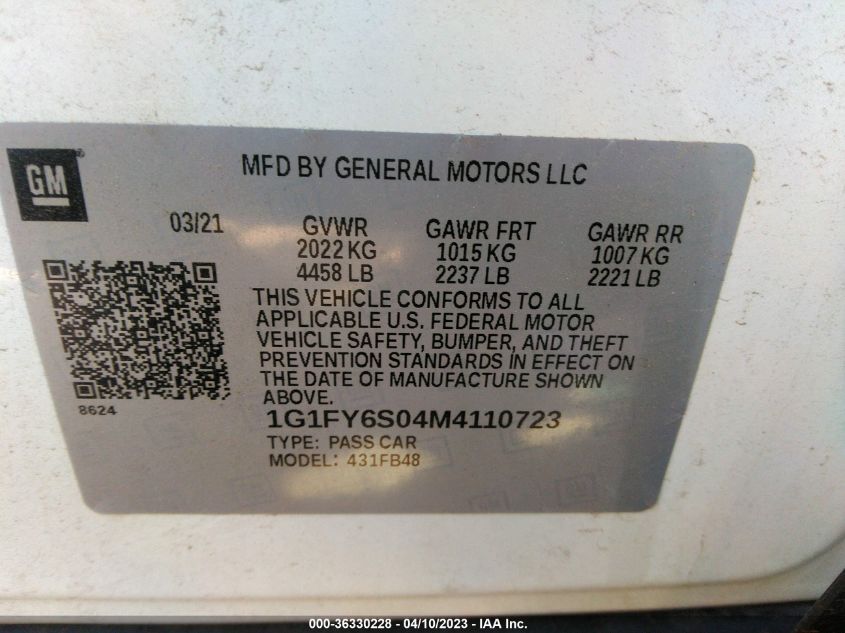 GM
MFD BY GENERAL MOTORS LLC
03/21 GVWR GAWR FRT GAWR RR
2022 KG 1015 KG 1007 KG
4458 LB 2237 LB 2221 LB
THIS VEHICLE CONFORMS TO ALL
APPLICABLE U.S. FEDERAL MOTOR
VEHICLE SAFETY, BUMPER, AND THEFT
PREVENTION STANDARDS IN EFFECT ON
THE DATE OF MANUFACTURE SHOWN
ABOVE.
8624
1G1FY6S04M4110723
TYPE: PASS CAR
MODEL: 431FB48
000-36330228 - 04/10/2023 - IAA Inc.